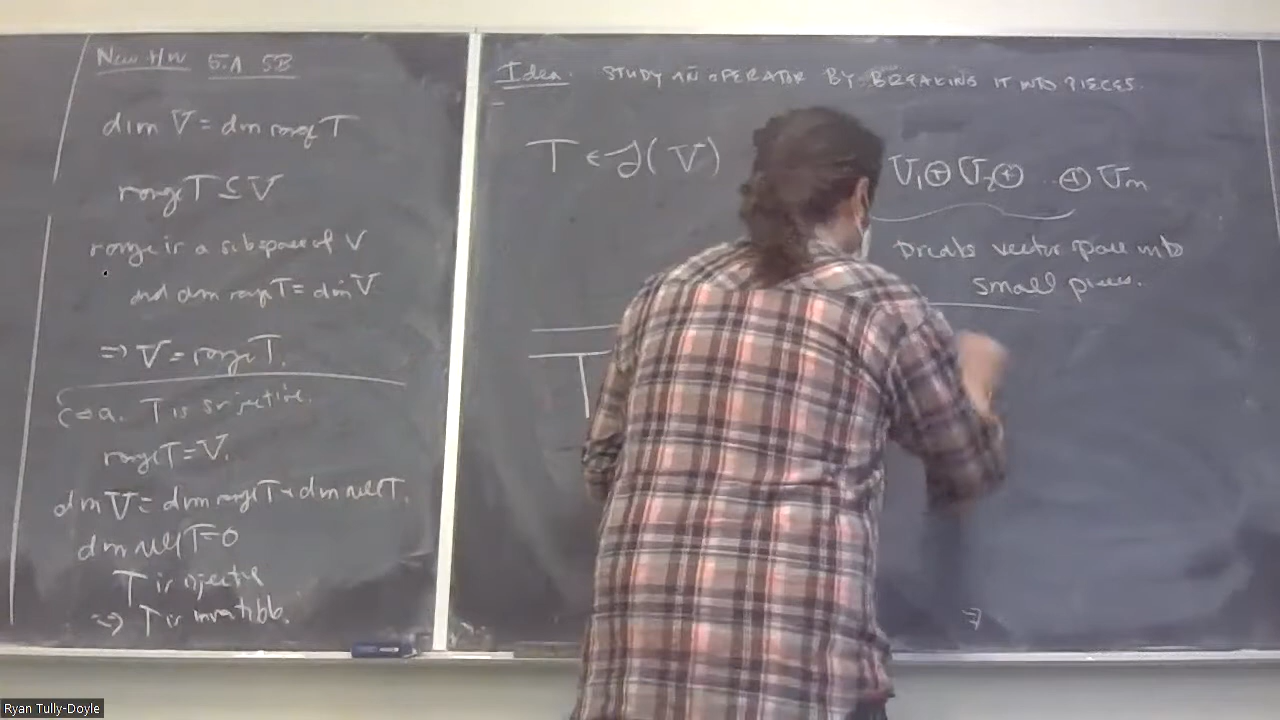 New HW 5.A 5B
dim V = dim range T
range T ⊆ V
range is a subspace of V
and dim range T = dim V
⇒ V = range T.
c ⇒ a. T is surjective.
range T = V.
dim V = dim range T + dim null T.
dim null T = 0
T is injective
⇒ T is invertible.
Idea. STUDY AN OPERATOR BY BREAKING IT INTO PIECES.
T ∈ L(V)
V₁ ⊕ V₂ ⊕ ... ⊕ Vₘ
breaks vector space into
small pieces.
T
Ryan Tully-Doyle